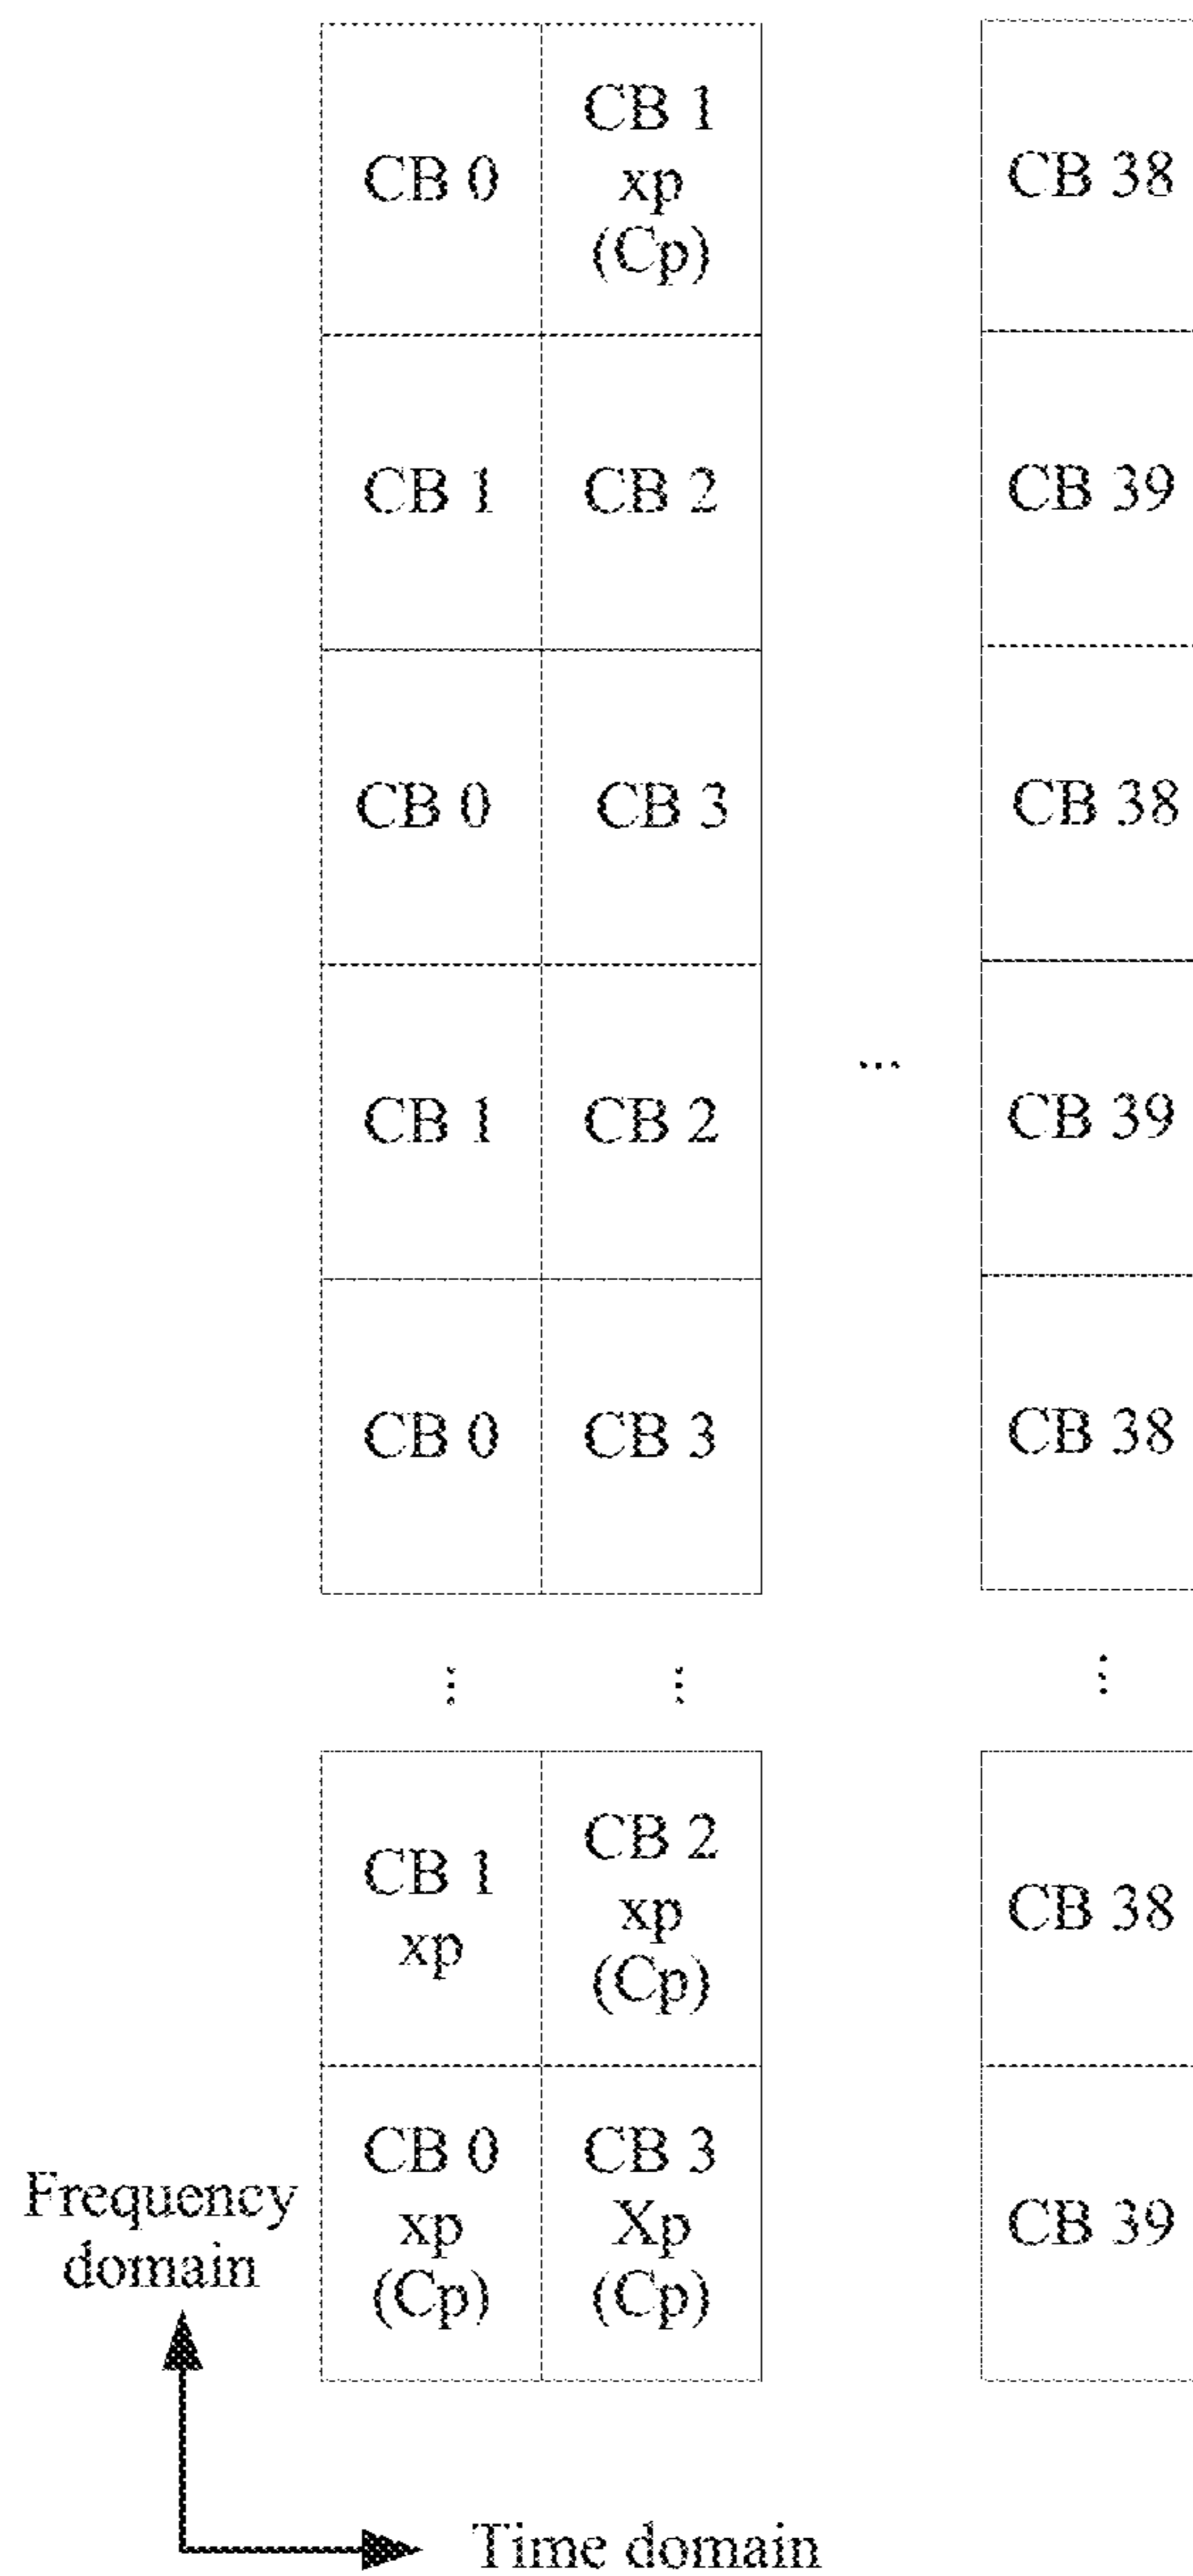 CB 0
CB 1
xp
(Cp)
CB 38
CB 1
CB 2
CB 39
CB 0
CB 3
CB 38
CB 1
CB 2
...
CB 39
CB 0
CB 3
CB 38
...
...
...
CB 1
xp
CB 2
xp
(Cp)
CB 38
CB 0
xp
(Cp)
CB 3
Xp
(Cp)
CB 39
Frequency
domain
Time domain